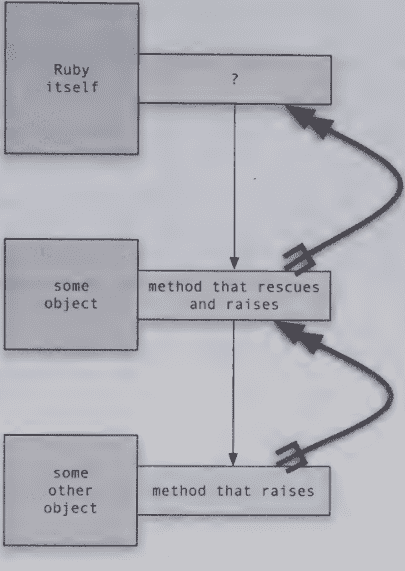 Ruby
itself
?
some
object
method that rescues
and raises
some
other
object
method that raises